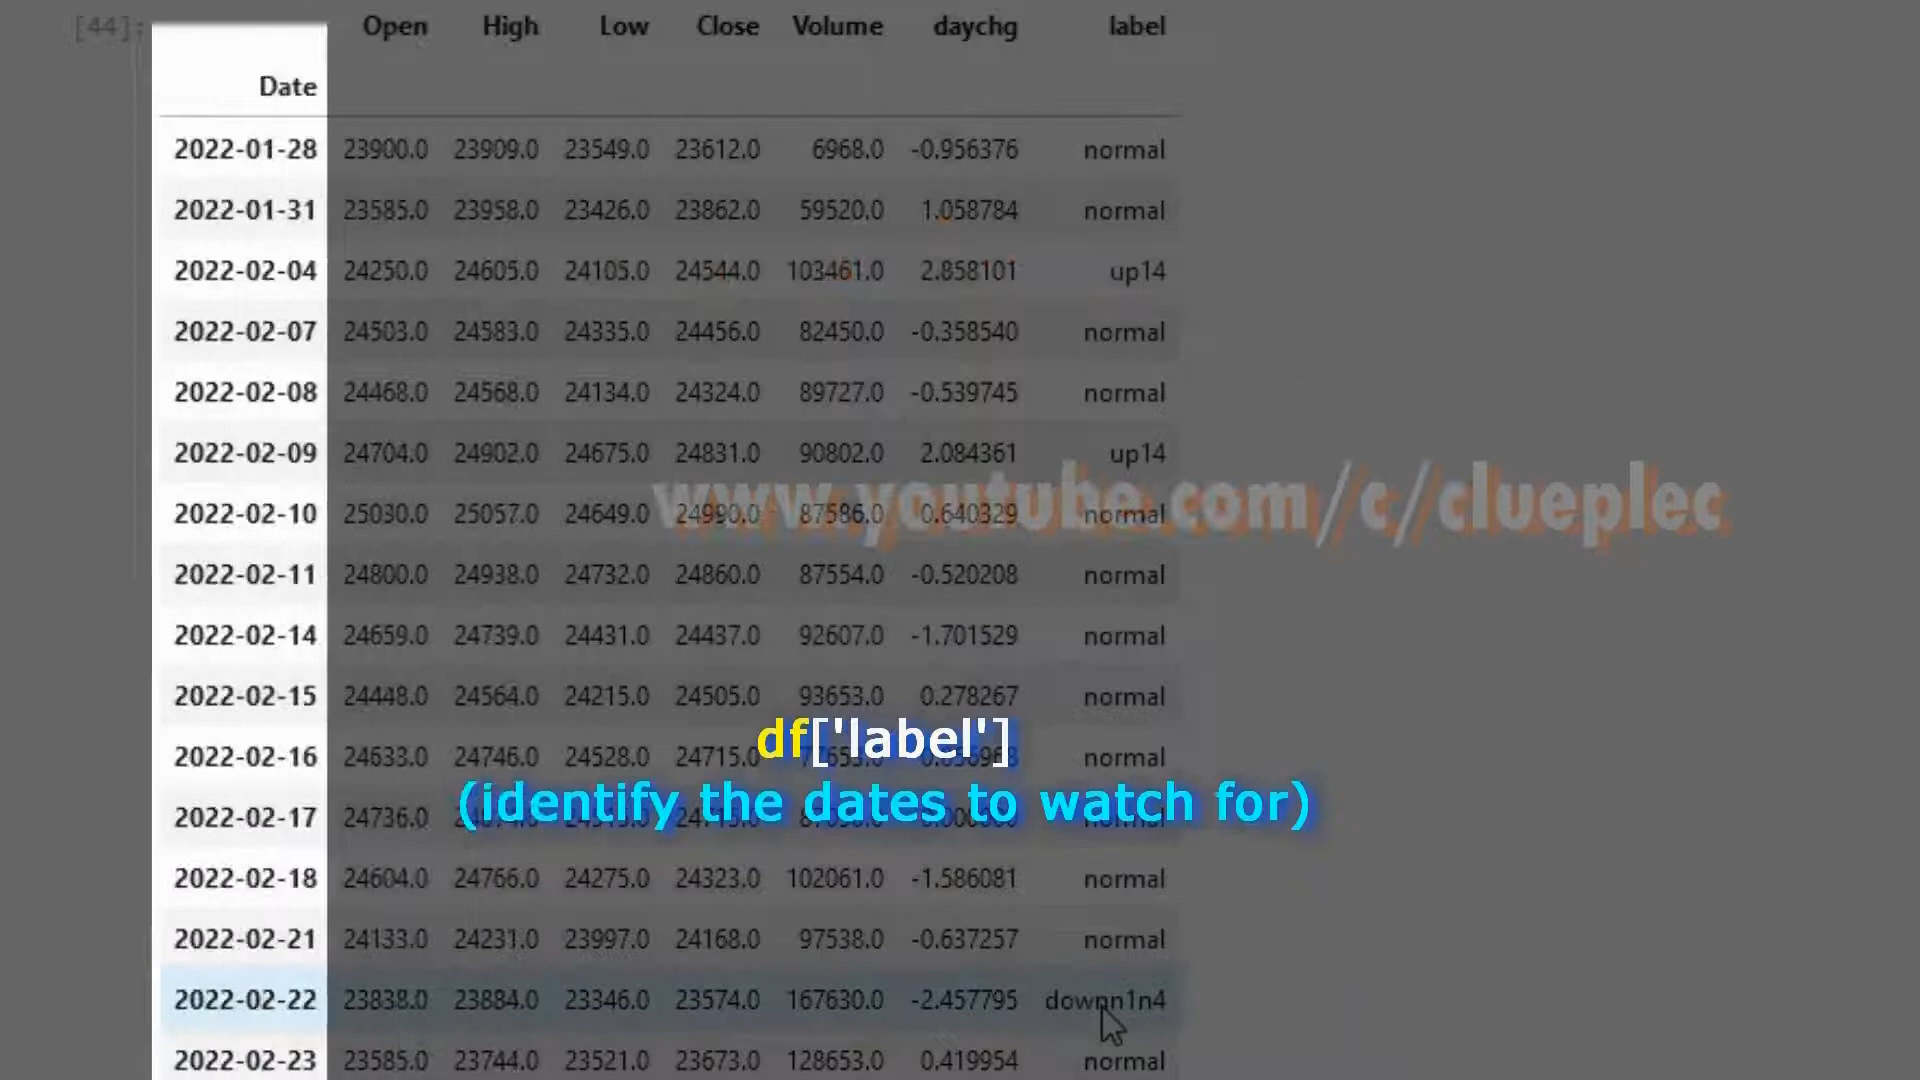 [44]:
Open High Low Close Volume daychg label
Date
2022-01-28 23900.0 23909.0 23549.0 23612.0 6968.0 -0.956376 normal
2022-01-31 23585.0 23958.0 23426.0 23862.0 59520.0 1.058784 normal
2022-02-04 24250.0 24605.0 24105.0 24544.0 103461.0 2.858101 up14
2022-02-07 24503.0 24583.0 24335.0 24456.0 82450.0 -0.358540 normal
2022-02-08 24468.0 24568.0 24134.0 24324.0 89727.0 -0.539745 normal
2022-02-09 24704.0 24902.0 24675.0 24831.0 90802.0 2.084361 up14
www.youtube.com/c/clueplec
2022-02-10 25030.0 25057.0 24649.0 24990.0 87586.0 0.640329 normal
2022-02-11 24800.0 24938.0 24732.0 24860.0 87554.0 -0.520208 normal
2022-02-14 24659.0 24739.0 24431.0 24437.0 92607.0 -1.701529 normal
2022-02-15 24448.0 24564.0 24215.0 24505.0 93653.0 0.278267 normal
df['label']
2022-02-16 24633.0 24746.0 24528.0 24715.0 normal
(identify the dates to watch for)
2022-02-17 24736.0 normal
2022-02-18 24604.0 24766.0 24275.0 24323.0 102061.0 -1.586081 normal
2022-02-21 24133.0 24231.0 23997.0 24168.0 97538.0 -0.637257 normal
2022-02-22 23838.0 23884.0 23346.0 23574.0 167630.0 -2.457795 downn1n4
2022-02-23 23585.0 23744.0 23521.0 23673.0 128653.0 0.419954 normal